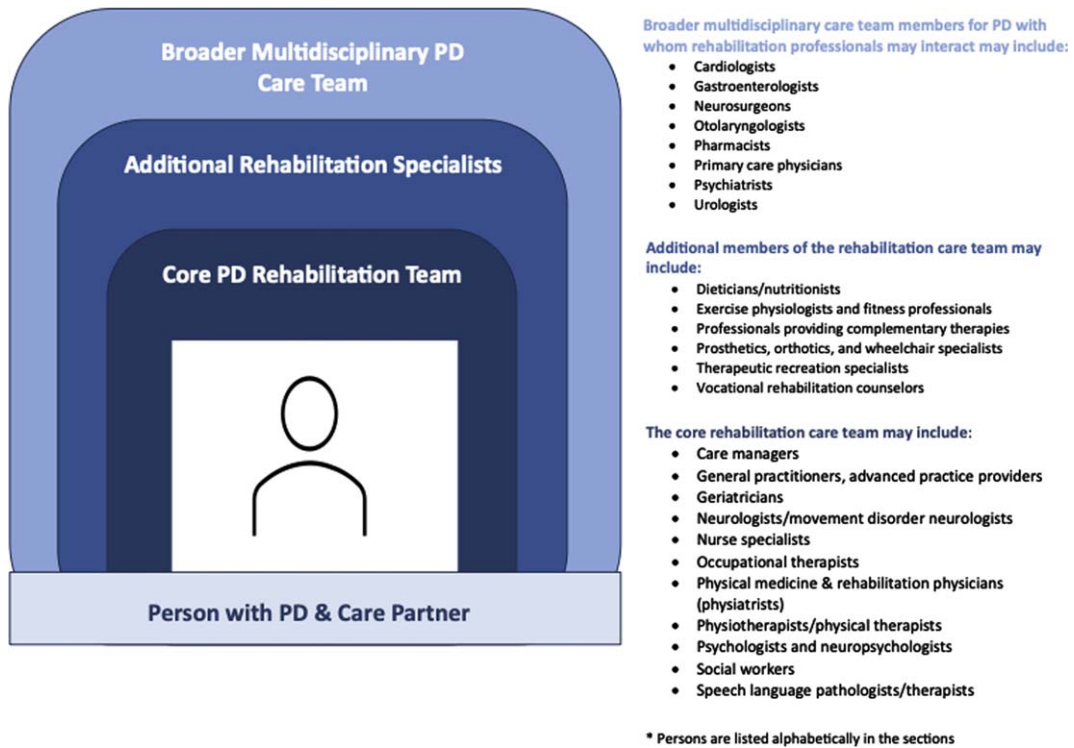 Broader Multidisciplinary PD
Care Team
Additional Rehabilitation Specialists
Core PD Rehabilitation Team
Person with PD & Care Partner
Broader multidisciplinary care team members for PD with
whom rehabilitation professionals may interact may include:
• Cardiologists
• Gastroenterologists
• Neurosurgeons
• Otolaryngologists
• Pharmacists
• Primary care physicians
• Psychiatrists
• Urologists
Additional members of the rehabilitation care team may
include:
• Dieticians/nutritionists
• Exercise physiologists and fitness professionals
• Professionals providing complementary therapies
• Prosthetics, orthotics, and wheelchair specialists
• Therapeutic recreation specialists
• Vocational rehabilitation counselors
The core rehabilitation care team may include:
• Care managers
• General practitioners, advanced practice providers
• Geriatricians
• Neurologists/movement disorder neurologists
• Nurse specialists
• Occupational therapists
• Physical medicine & rehabilitation physicians
(physiatrists)
• Physiotherapists/physical therapists
• Psychologists and neuropsychologists
• Social workers
• Speech language pathologists/therapists
* Persons are listed alphabetically in the sections